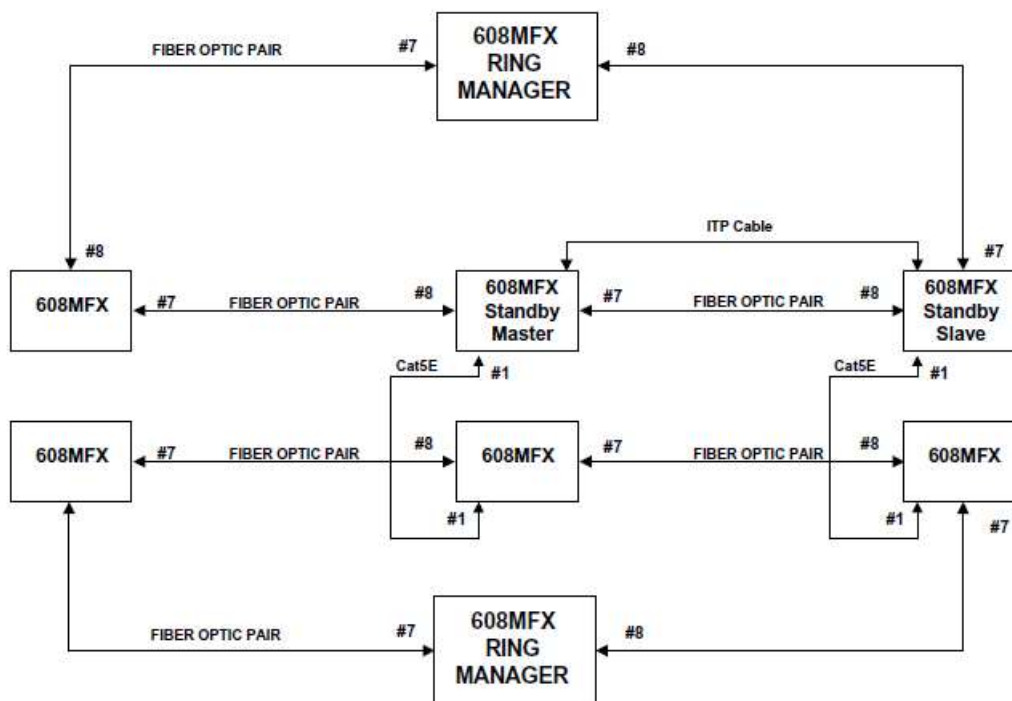 FIBER OPTIC PAIR
#7
608MFX
RING
MANAGER
#8
ITP Cable
#8
#7
608MFX
#7
FIBER OPTIC PAIR
#8
608MFX
Standby
Master
#7
FIBER OPTIC PAIR
#8
608MFX
Standby
Slave
Cat5E
#1
Cat5E
#1
608MFX
#7
FIBER OPTIC PAIR
#8
608MFX
#7
FIBER OPTIC PAIR
#8
608MFX
#1
#1
#7
FIBER OPTIC PAIR
#7
608MFX
RING
MANAGER
#8